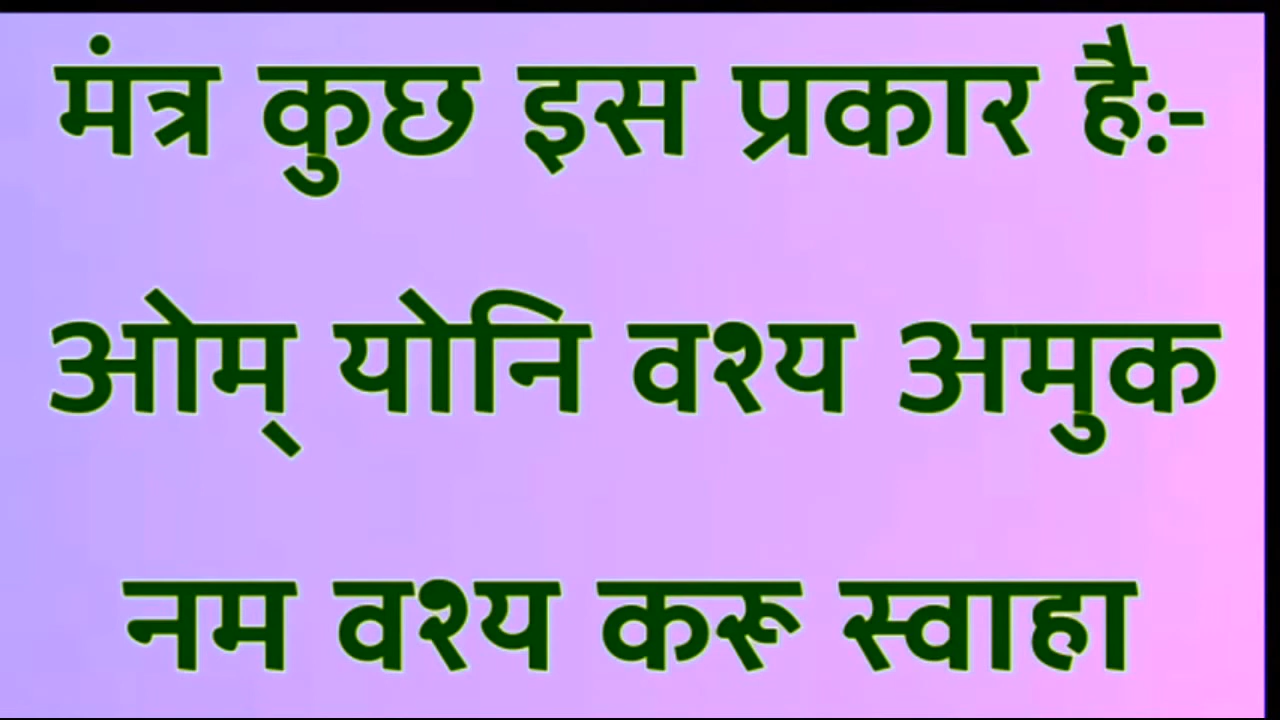 मंत्र कुछ इस प्रकार है:-
ओम् योनि वश्य अमुक
नम वश्य करू स्वाहा